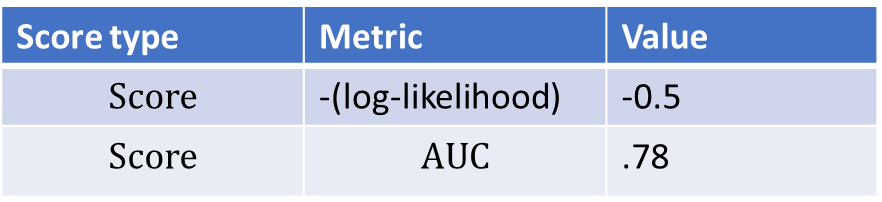 Score type Metric Value
Score -(log-likelihood) -0.5
Score AUC .78